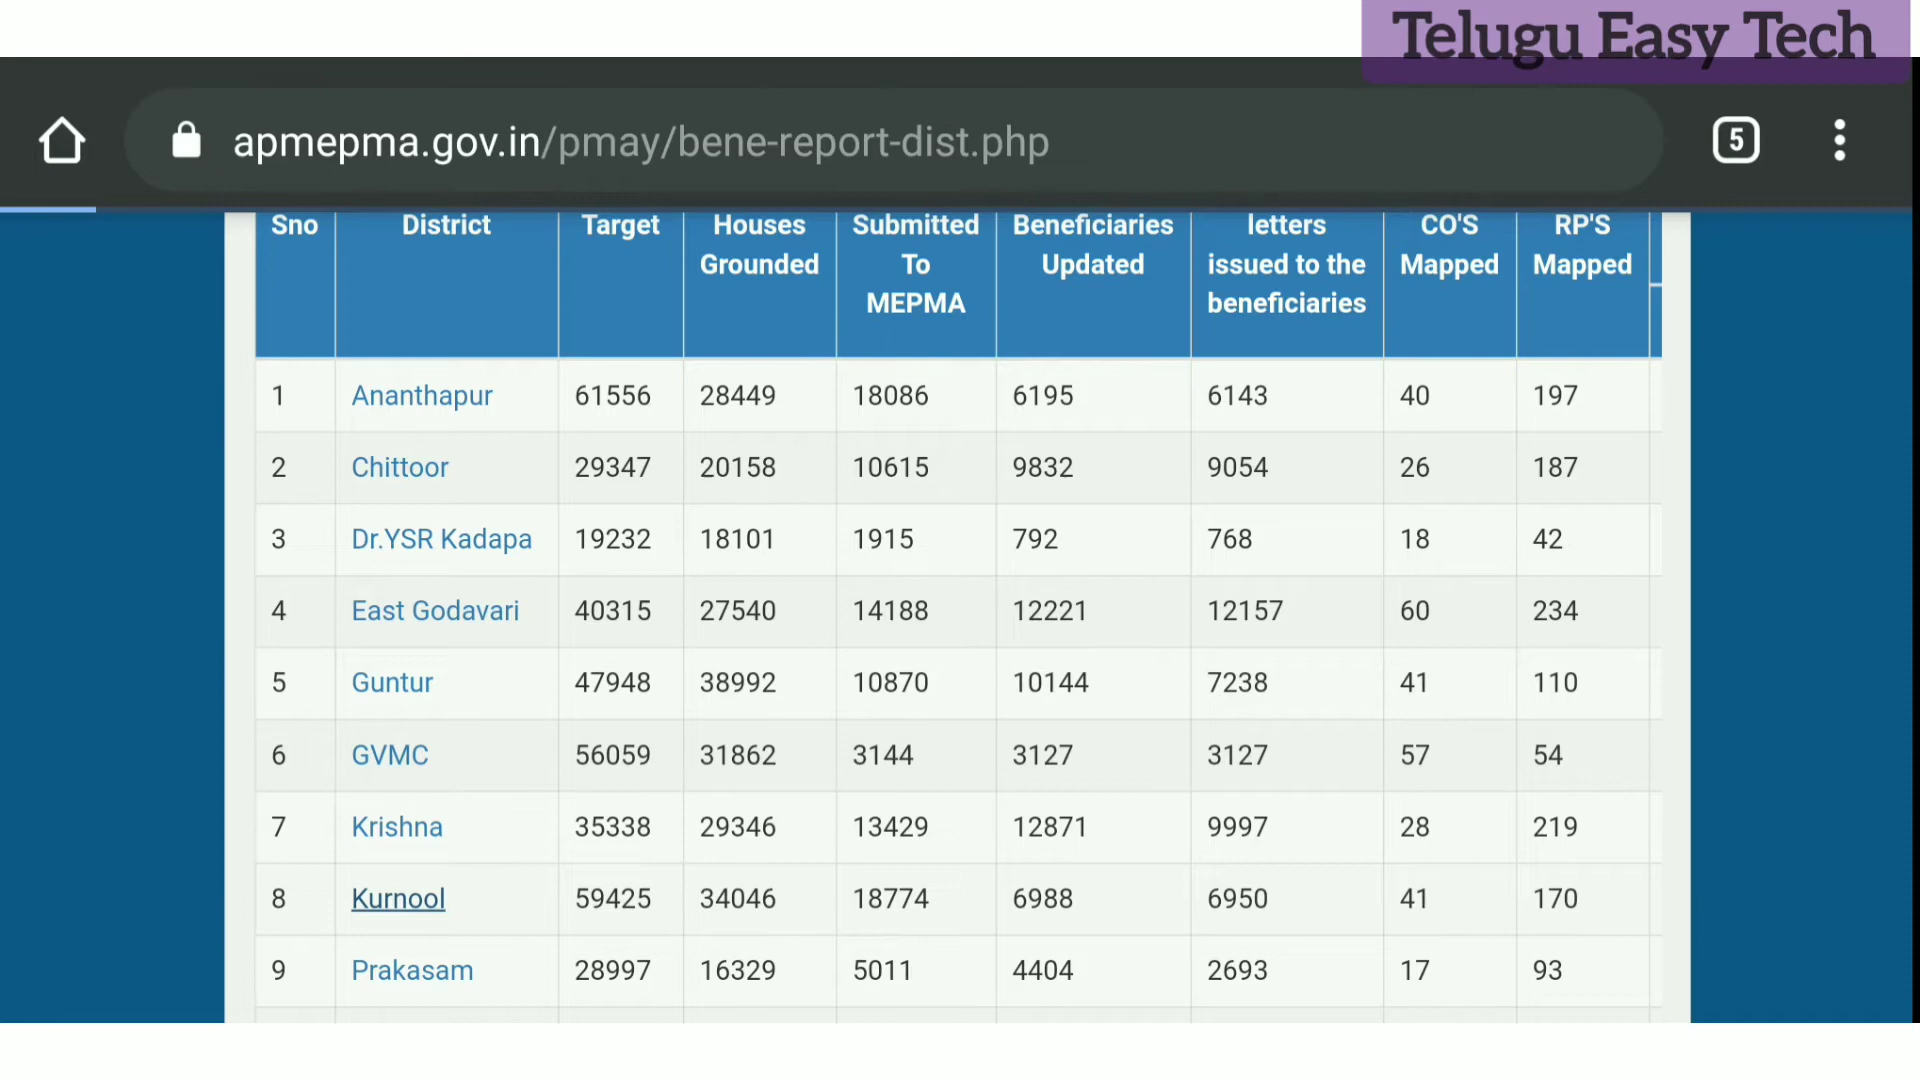 Telugu Easy Tech
apmepma.gov.in/pmay/bene-report-dist.php
5
Sno District Target Houses Grounded Submitted To MEPMA Beneficiaries Updated letters issued to the beneficiaries CO'S Mapped RP'S Mapped
1 Ananthapur 61556 28449 18086 6195 6143 40 197
2 Chittoor 29347 20158 10615 9832 9054 26 187
3 Dr.YSR Kadapa 19232 18101 1915 792 768 18 42
4 East Godavari 40315 27540 14188 12221 12157 60 234
5 Guntur 47948 38992 10870 10144 7238 41 110
6 GVMC 56059 31862 3144 3127 3127 57 54
7 Krishna 35338 29346 13429 12871 9997 28 219
8 Kurnool 59425 34046 18774 6988 6950 41 170
9 Prakasam 28997 16329 5011 4404 2693 17 93